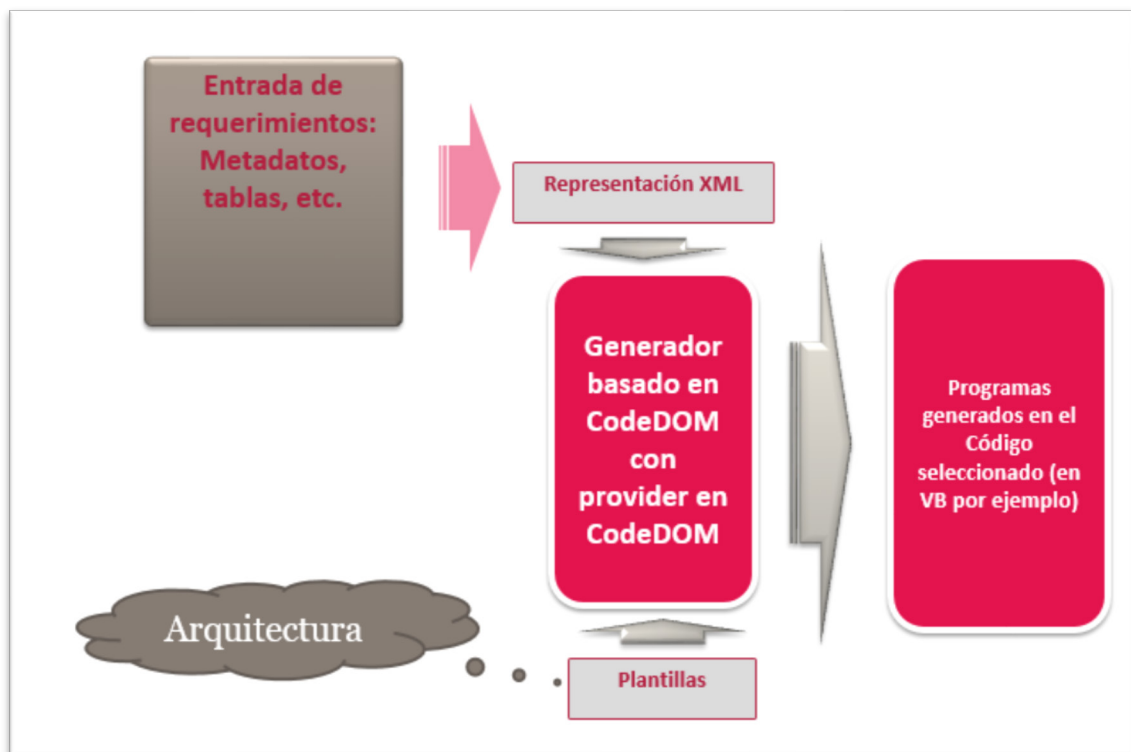 Entrada de
requerimientos:
Metadatos,
tablas, etc.
Representación XML
Generador
basado en
CodeDOM
con
provider en
CodeDOM
Programas
generados en el
Código
seleccionado (en
VB por ejemplo)
Arquitectura
Plantillas